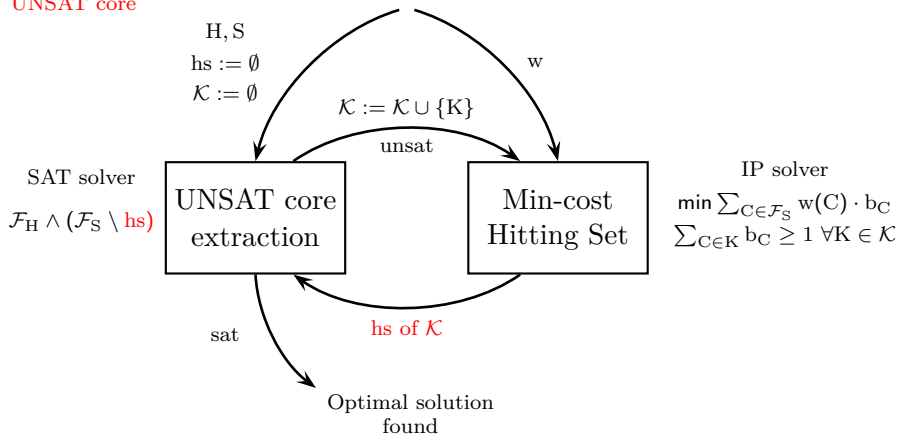 UNSAT core
H, S
hs := ∅
𝒦 := ∅
w
𝒦 := 𝒦 ∪ {K}
unsat
SAT solver
ℱ_H ∧ (ℱ_S \ hs)
UNSAT core
extraction
Min-cost
Hitting Set
IP solver
min ∑_{C∈ℱ_S} w(C) · b_C
∑_{C∈K} b_C ≥ 1 ∀K ∈ 𝒦
hs of 𝒦
sat
Optimal solution
found